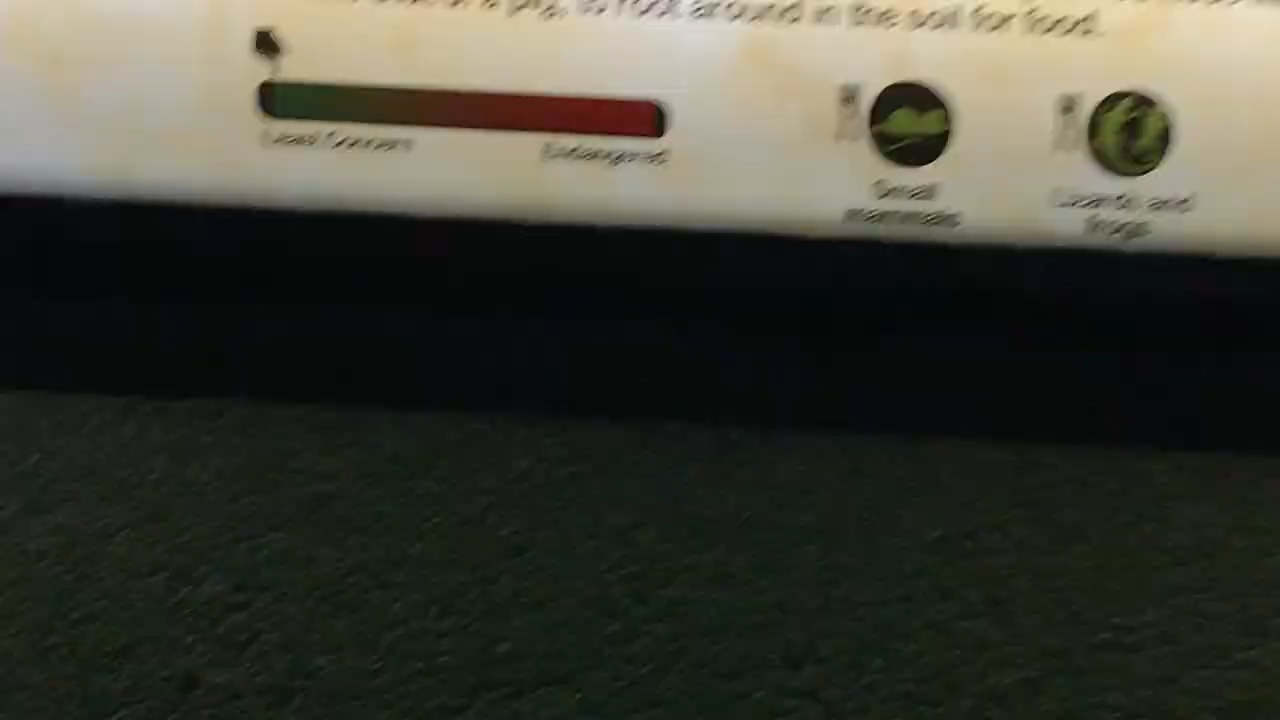 a pig, to root around in the soil for food.
Least Concern
Endangered
Small
mammals
Lizards and
frogs